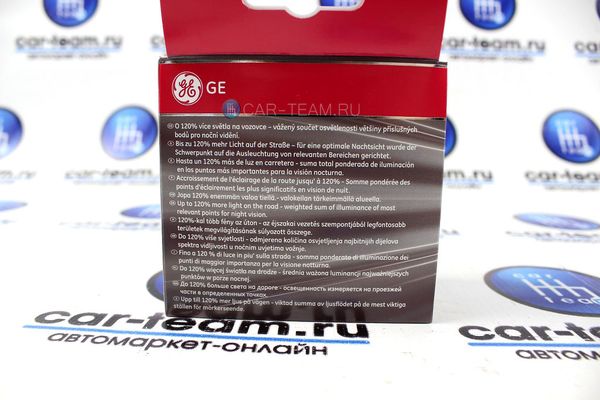 car-team.ru
car-team.ru
GE
CAR-TEAM.RU
O 120% více světla na vozovce – vážený součet osvětlenosti většiny příslušných
bodů pro noční vidění.
Bis zu 120% mehr Licht auf der Straße – für eine optimale Nachtsicht wurde der
Schwerpunkt auf die Ausleuchtung von relevanten Bereichen gerichtet.
Hasta un 120% más de luz en carretera – suma total ponderada de iluminación
en los puntos más importantes para la visión nocturna.
Accroissement de l'éclairage de la route jusqu' à 120% – Somme pondérée des
points d'éclairement les plus significatifs en vision de nuit.
Jopa 120% enemmän valoa tiellä – valokeilan tärkeimmällä alueella.
Up to 120% more light on the road – weighted sum of illuminance of most
relevant points for night vision.
120%-kal több fény az úton – az éjszakai vezetés szempontjából legfontosabb
területek megvilágításának súlyozott összege.
Do 120% više svjetlosti – odmjerena količina osvjetljenja najbitnijih dijelova
spektra vidljivosti u noćnim uvjetima vožnje.
Fino a 120 % di luce in piu' sulla strada – somma ponderata di illuminazione dei
punti di maggior importanza per la visione notturna.
Do 120% więcej światła na drodze – średnia ważona luminancji najważniejszych
punktów w porze nocnej.
До 120% больше света на дороге – освещенность измеряется на проезжей
части в определенных точках.
Upp till 120% mer ljus på vägen – viktad summa av ljusflödet på de mest viktiga
ställen för mörkerseende.
car-team.ru
team
car-team.ru
автомаркет-онлайн
car-team.ru
автомаркет-онлайн